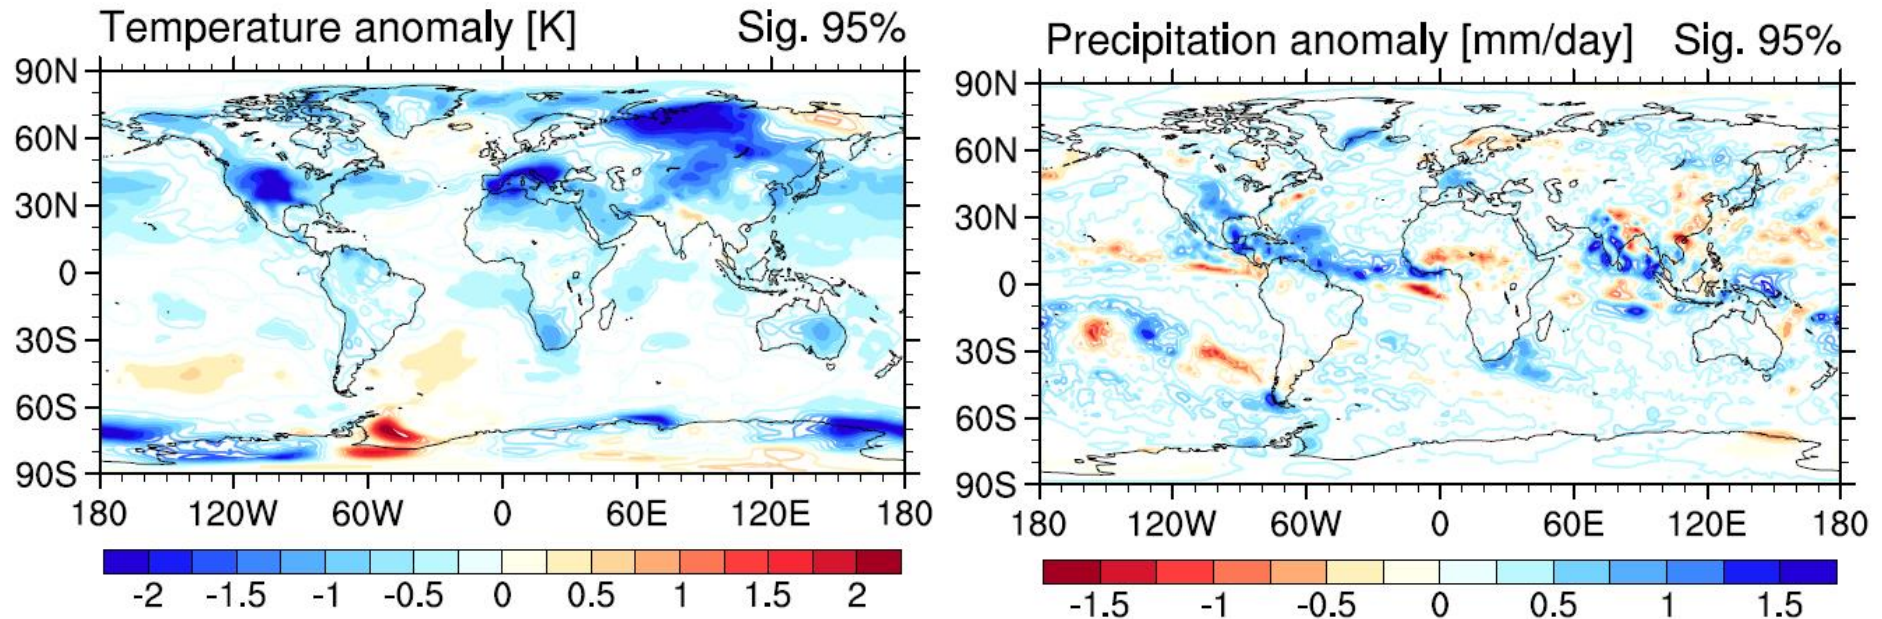 Temperature anomaly [K] Sig. 95%
90N
60N
30N
0
30S
60S
90S
180 120W 60W 0 60E 120E 180
-2 -1.5 -1 -0.5 0 0.5 1 1.5 2
Precipitation anomaly [mm/day] Sig. 95%
90N
60N
30N
0
30S
60S
90S
180 120W 60W 0 60E 120E 180
-1.5 -1 -0.5 0 0.5 1 1.5